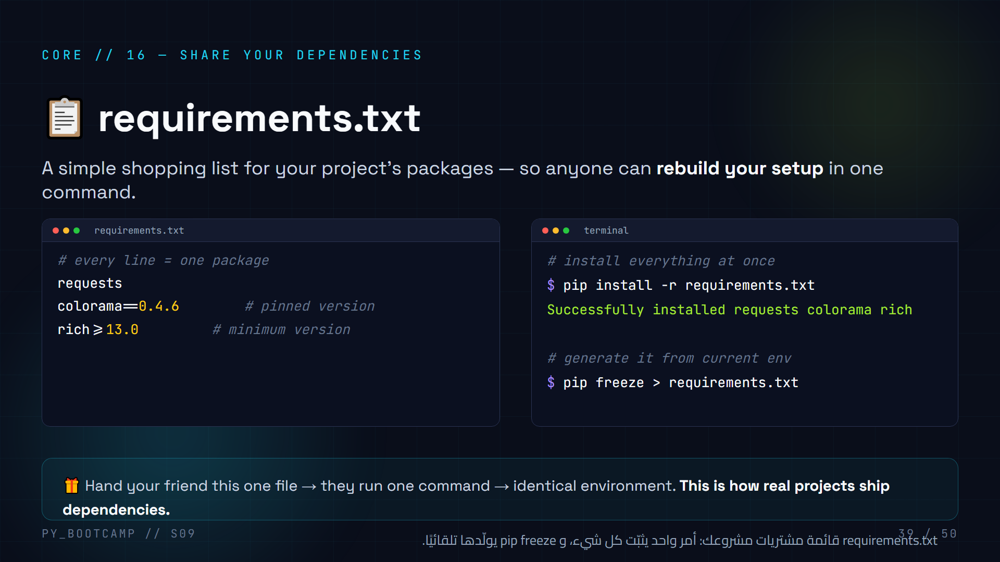 CORE // 16 — SHARE YOUR DEPENDENCIES
📋 requirements.txt
A simple shopping list for your project's packages — so anyone can rebuild your setup in one
command.
requirements.txt
# every line = one package
requests
colorama==0.4.6 # pinned version
rich>=13.0 # minimum version
terminal
# install everything at once
$ pip install -r requirements.txt
Successfully installed requests colorama rich
# generate it from current env
$ pip freeze > requirements.txt
🎁 Hand your friend this one file → they run one command → identical environment. This is how real projects ship
dependencies.
PY_BOOTCAMP // S09
39 / 50
requirements.txt قائمة مشتريات مشروعك: أمر واحد يثبّت كل شيء، و pip freeze يولّدها تلقائيًا.